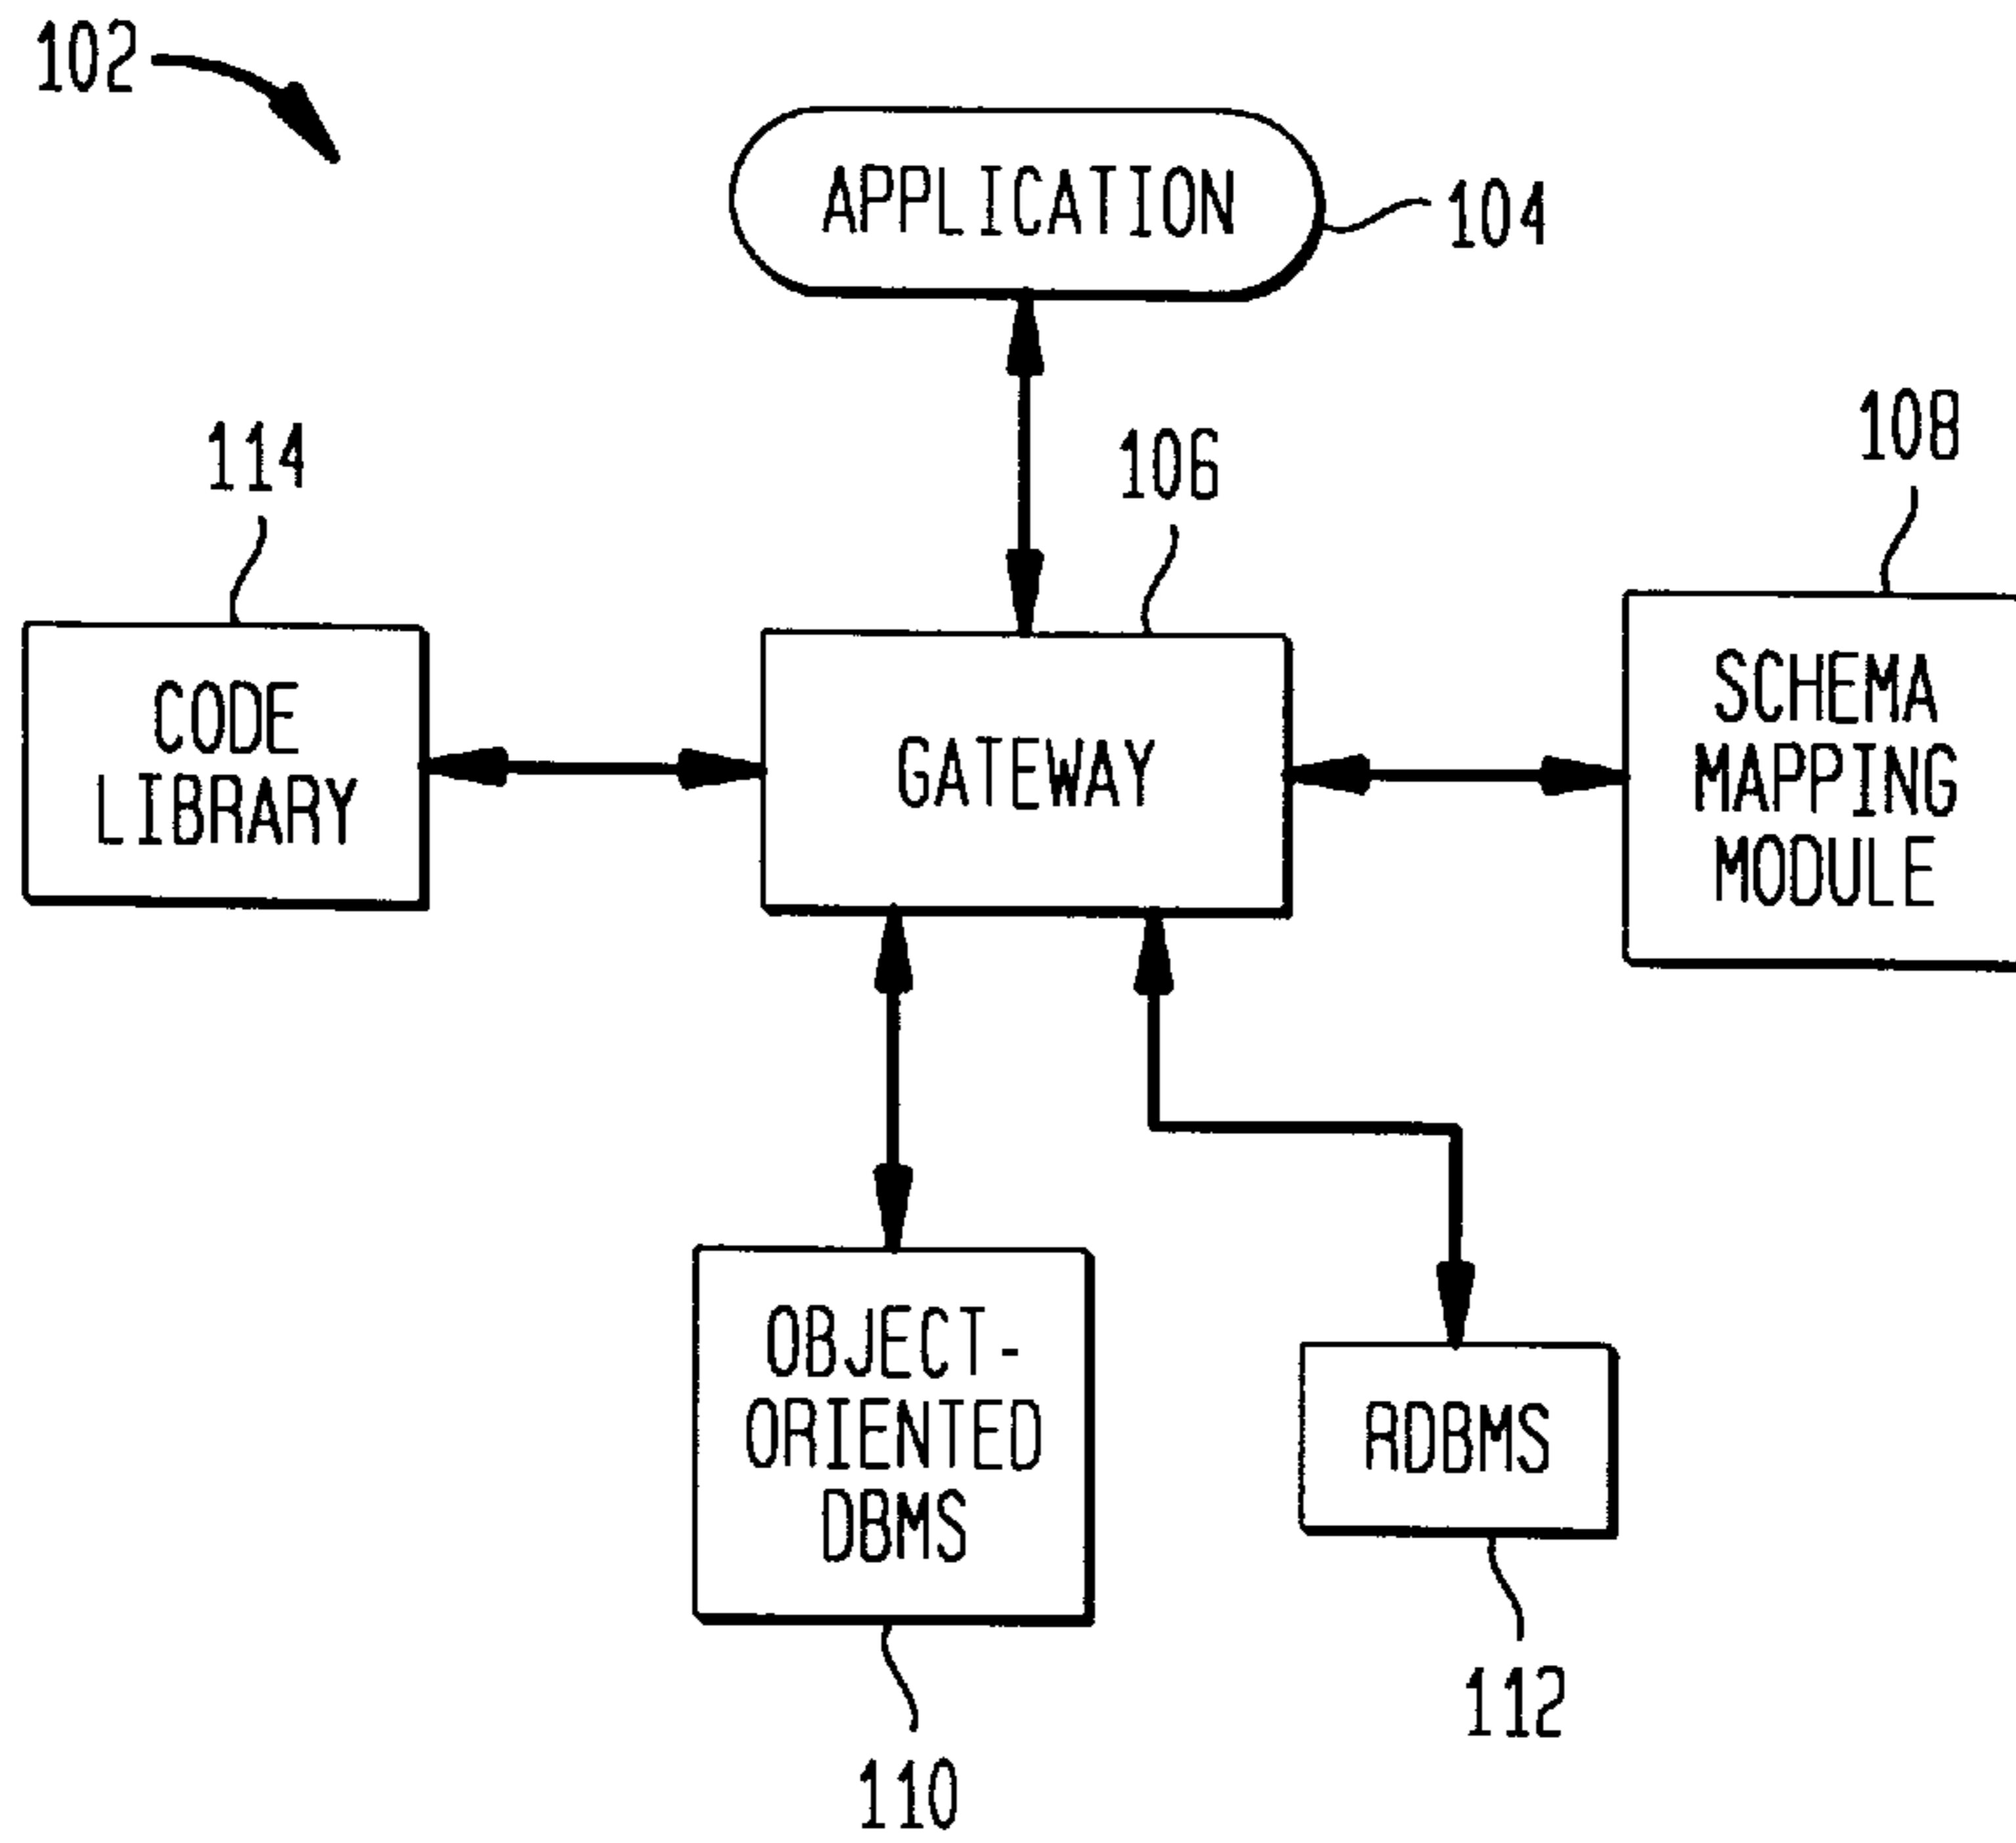 102
APPLICATION
104
114
106
108
CODE
LIBRARY
GATEWAY
SCHEMA
MAPPING
MODULE
OBJECT-
ORIENTED
DBMS
RDBMS
112
110